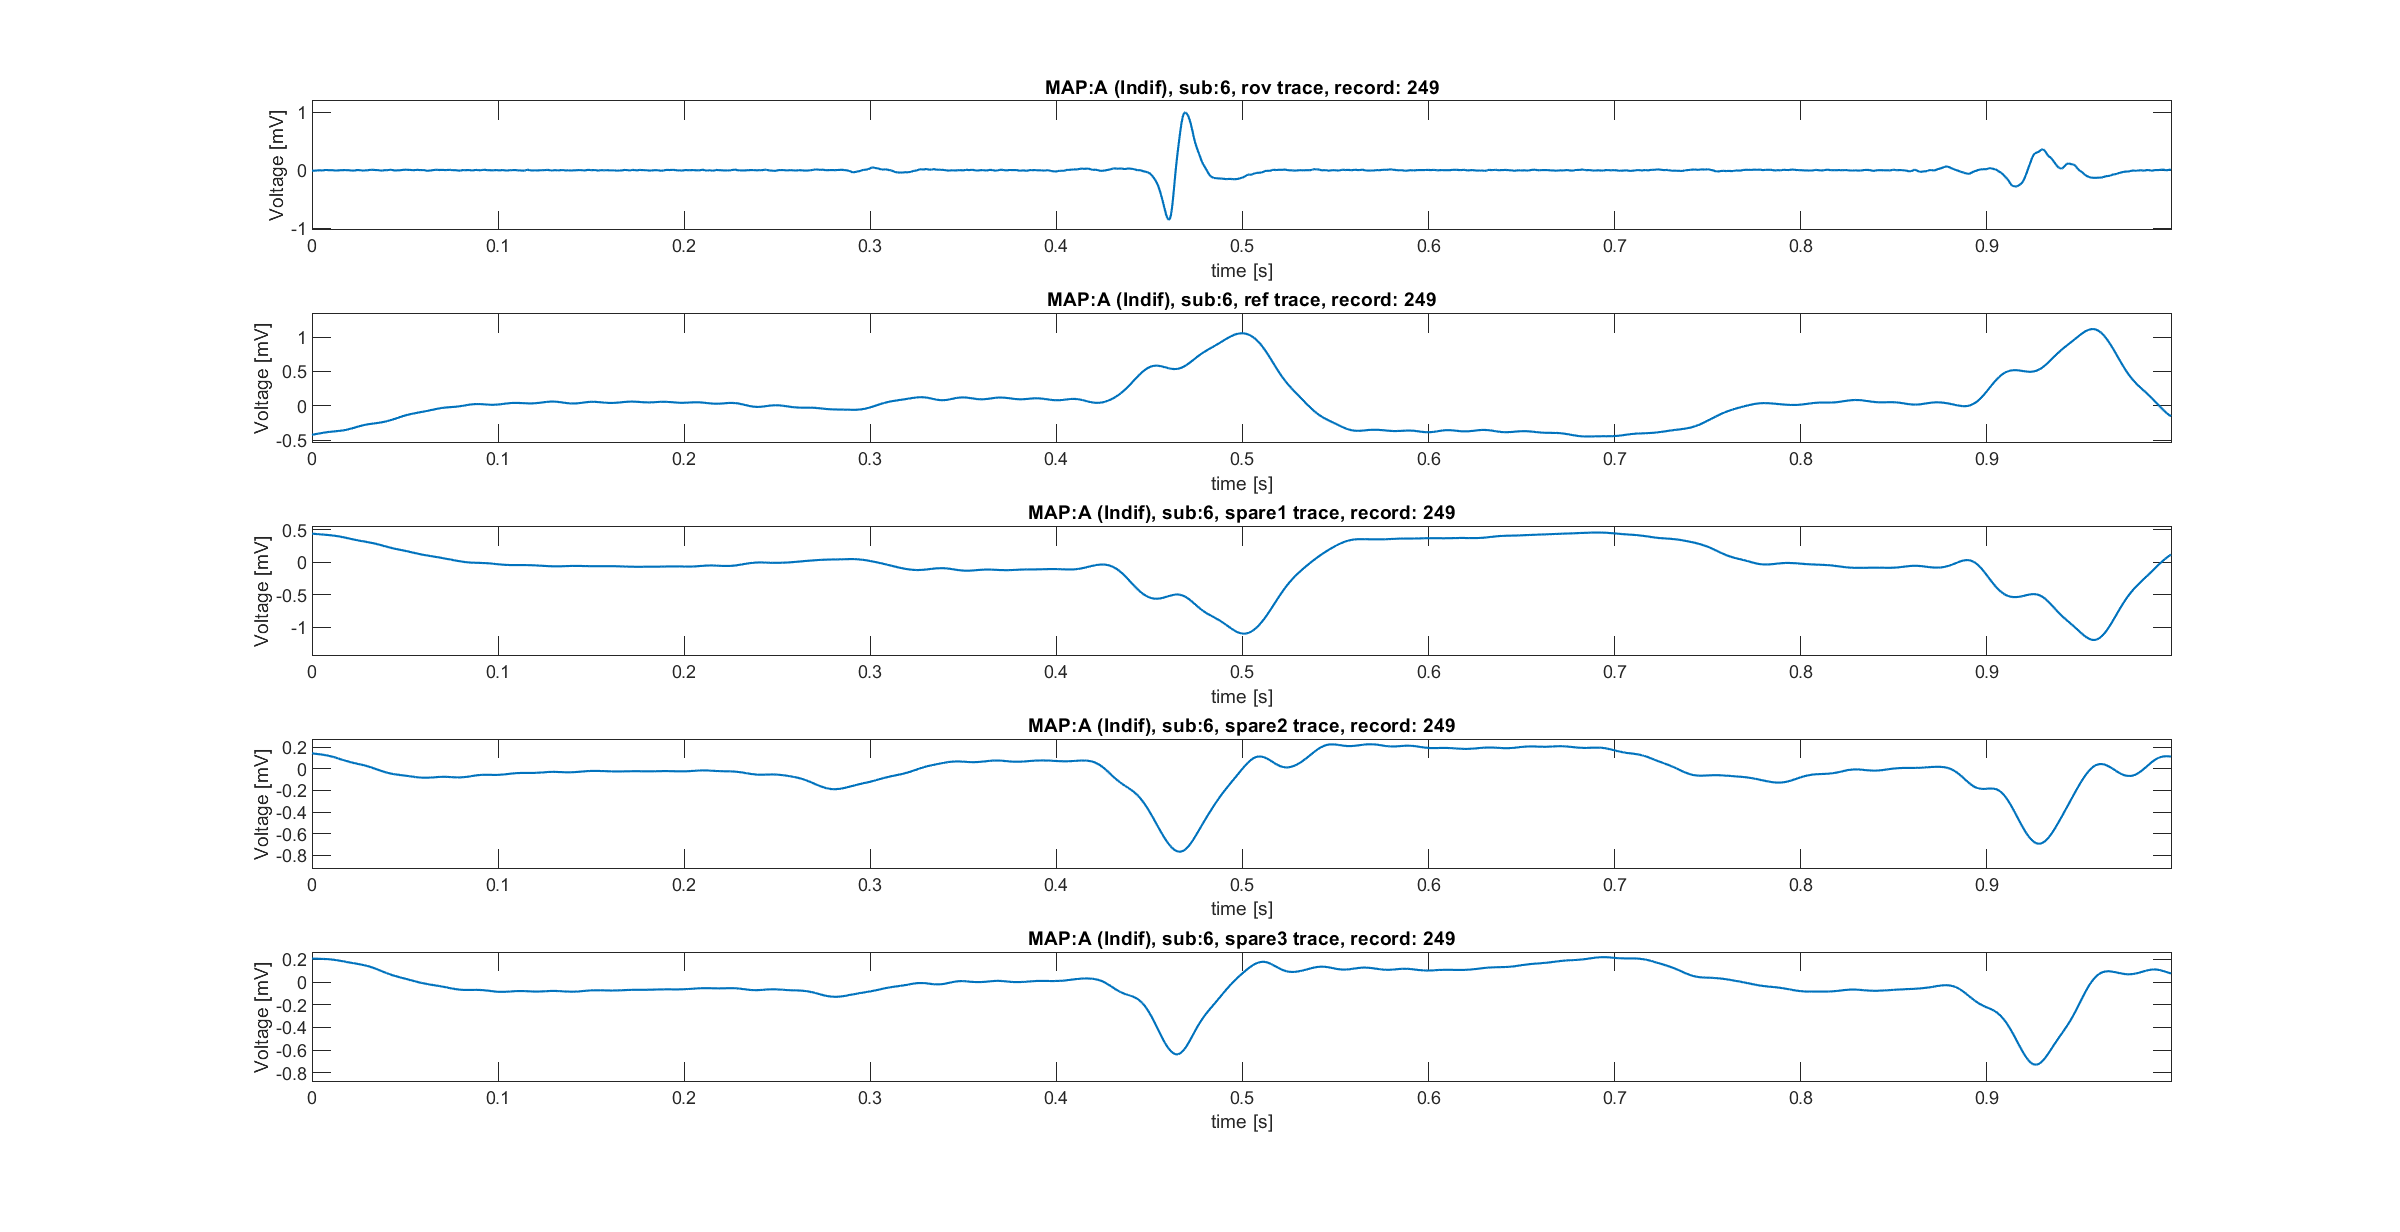 MAP:A (Indif), sub:6, rov trace, record: 249
Voltage [mV]
1
0
-1
0 0.1 0.2 0.3 0.4 0.5 0.6 0.7 0.8 0.9
time [s]
MAP:A (Indif), sub:6, ref trace, record: 249
Voltage [mV]
1
0.5
0
-0.5
0 0.1 0.2 0.3 0.4 0.5 0.6 0.7 0.8 0.9
time [s]
MAP:A (Indif), sub:6, spare1 trace, record: 249
Voltage [mV]
0.5
0
-0.5
-1
0 0.1 0.2 0.3 0.4 0.5 0.6 0.7 0.8 0.9
time [s]
MAP:A (Indif), sub:6, spare2 trace, record: 249
Voltage [mV]
0.2
0
-0.2
-0.4
-0.6
-0.8
0 0.1 0.2 0.3 0.4 0.5 0.6 0.7 0.8 0.9
time [s]
MAP:A (Indif), sub:6, spare3 trace, record: 249
Voltage [mV]
0.2
0
-0.2
-0.4
-0.6
-0.8
0 0.1 0.2 0.3 0.4 0.5 0.6 0.7 0.8 0.9
time [s]